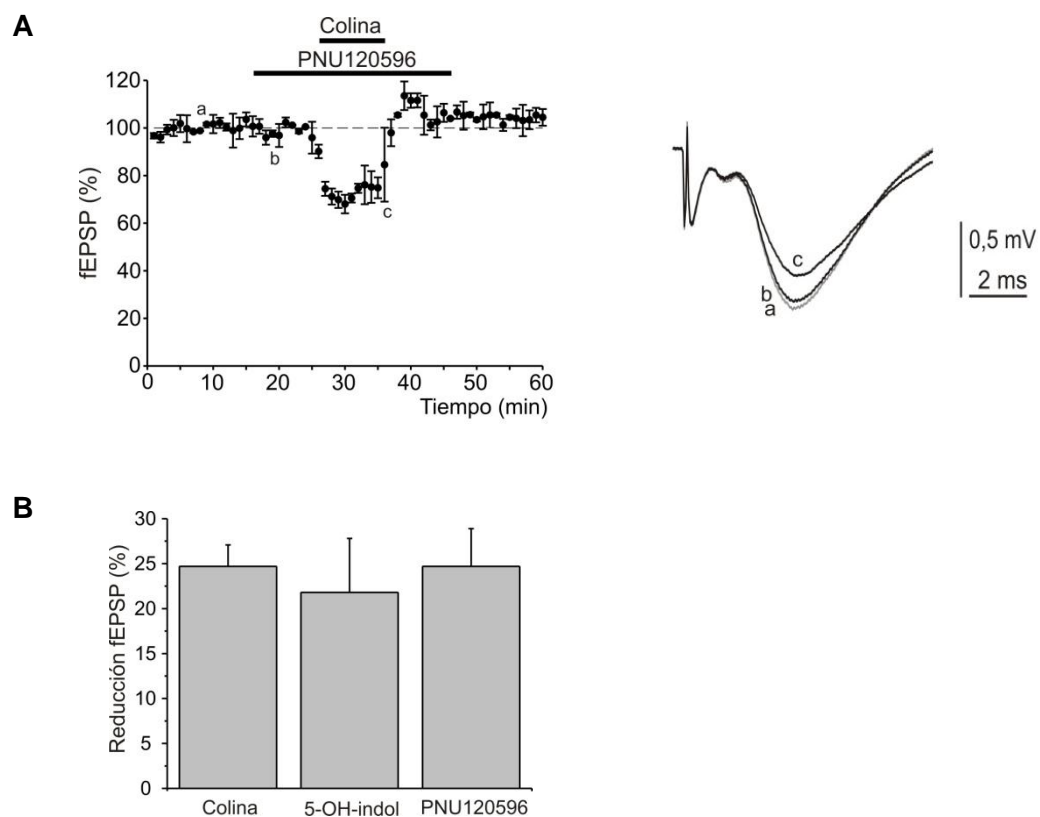 A
Colina
PNU120596
fEPSP (%)
120
100
80
60
40
20
0
a
b
c
0 10 20 30 40 50 60
Tiempo (min)
c
b
a
0,5 mV
2 ms
B
Reducción fEPSP (%)
30
25
20
15
10
5
0
Colina 5-OH-indol PNU120596